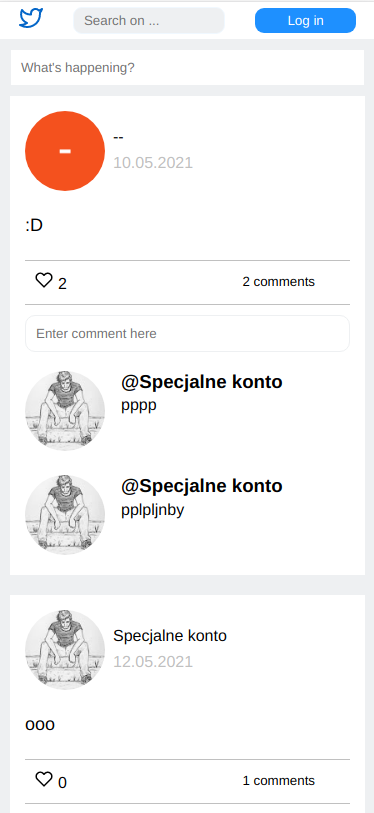 Search on ...
Log in
What's happening?
-
--
10.05.2021
:D
2
2 comments
Enter comment here
@Specjalne konto
pppp
@Specjalne konto
pplpljnby
Specjalne konto
12.05.2021
ooo
0
1 comments